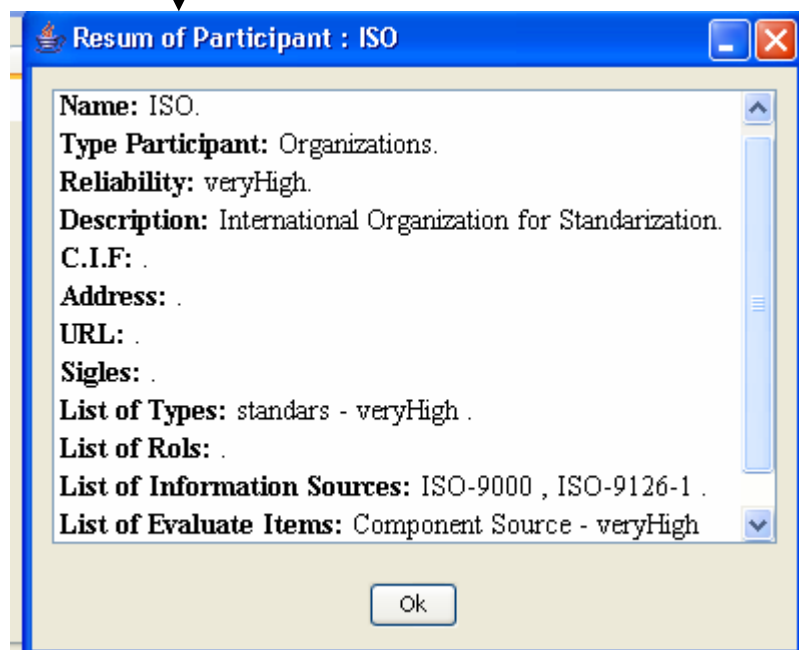 Resum of Participant : ISO
Name: ISO.
Type Participant: Organizations.
Reliability: veryHigh.
Description: International Organization for Standarization.
C.I.F: .
Address: .
URL: .
Sigles: .
List of Types: standars - veryHigh .
List of Rols: .
List of Information Sources: ISO-9000 , ISO-9126-1 .
List of Evaluate Items: Component Source - veryHigh
Ok